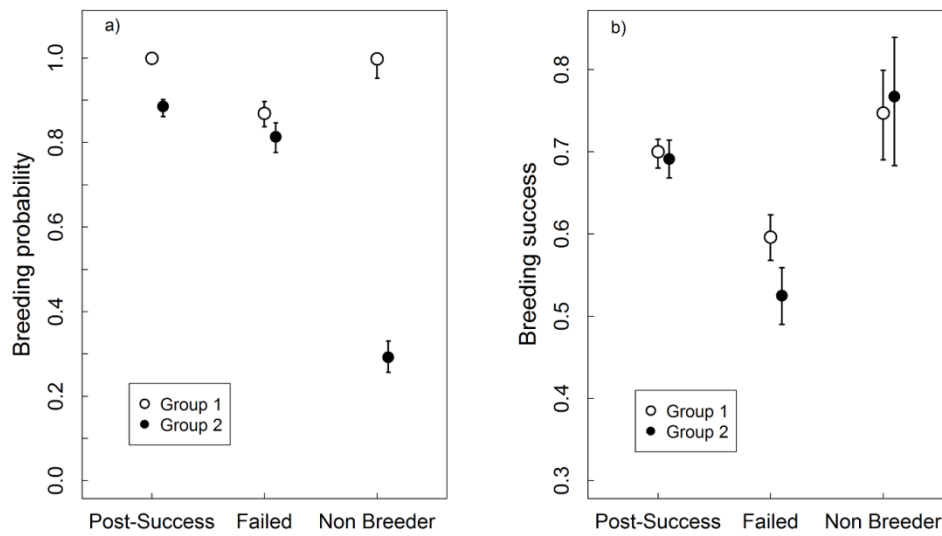 a)
Breeding probability
1.0
0.8
0.6
0.4
0.2
0.0
Group 1
Group 2
Post-Success Failed Non Breeder
b)
Breeding success
0.8
0.7
0.6
0.5
0.4
0.3
Group 1
Group 2
Post-Success Failed Non Breeder